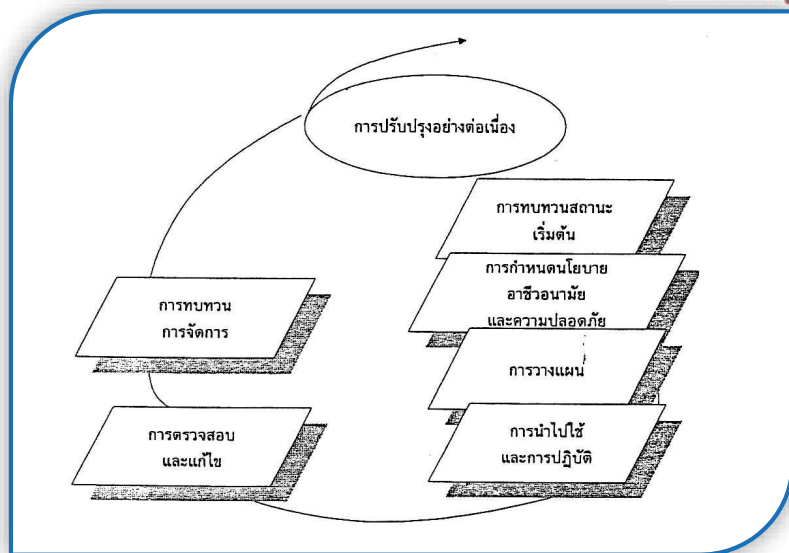 การปรับปรุงอย่างต่อเนื่อง
การทบทวนสถานะ
เริ่มต้น
การกำหนดนโยบาย
อาชีวอนามัย
และความปลอดภัย
การวางแผน
การนำไปใช้
และการปฏิบัติ
การตรวจสอบ
และแก้ไข
การทบทวน
การจัดการ